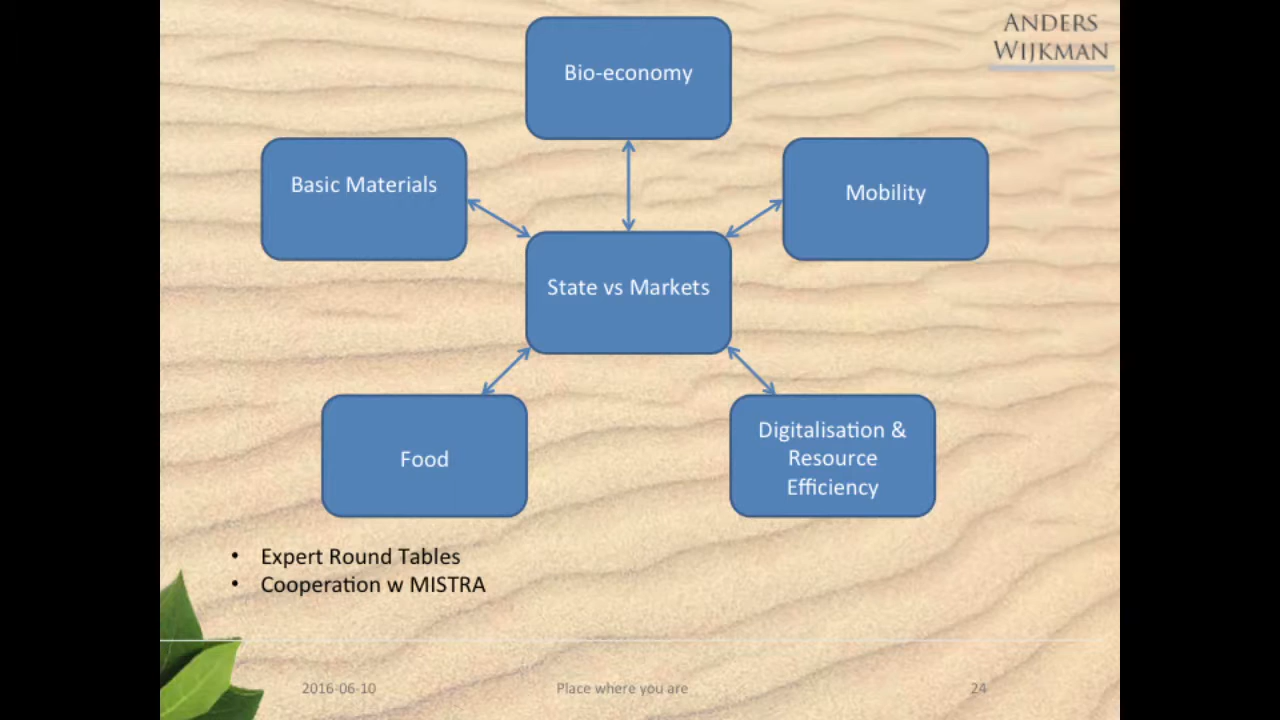 ANDERS
WIJKMAN
Bio-economy
Basic Materials
Mobility
State vs Markets
Food
Digitalisation &
Resource
Efficiency
• Expert Round Tables
• Cooperation w MISTRA
2016-06-10
Place where you are
24